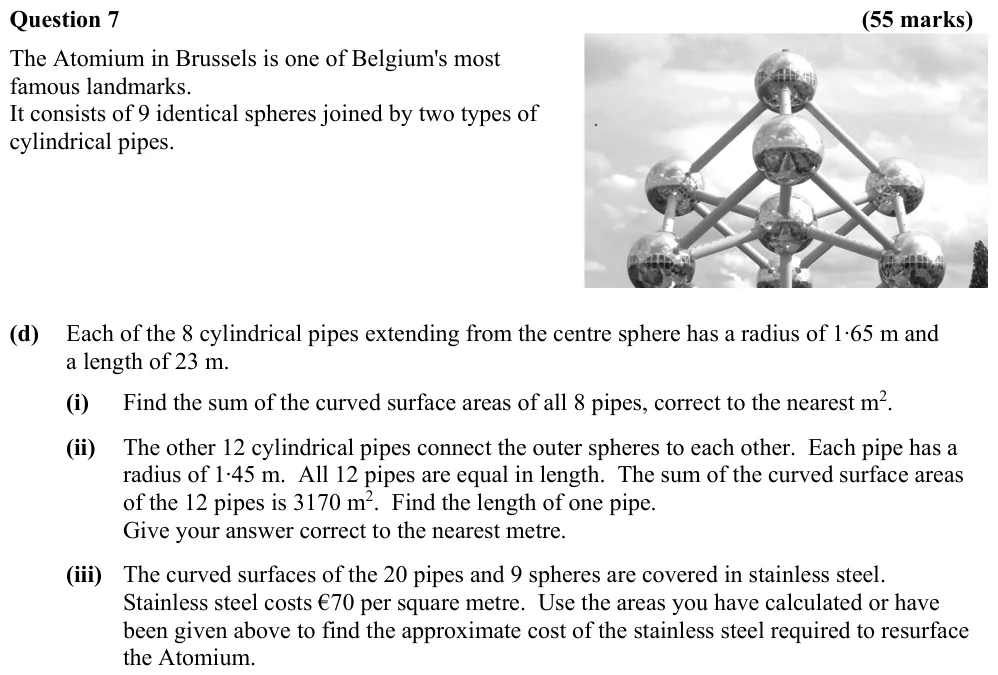 Question 7 (55 marks)
The Atomium in Brussels is one of Belgium's most
famous landmarks.
It consists of 9 identical spheres joined by two types of
cylindrical pipes.
(d) Each of the 8 cylindrical pipes extending from the centre sphere has a radius of 1·65 m and
a length of 23 m.
(i) Find the sum of the curved surface areas of all 8 pipes, correct to the nearest m².
(ii) The other 12 cylindrical pipes connect the outer spheres to each other. Each pipe has a
radius of 1·45 m. All 12 pipes are equal in length. The sum of the curved surface areas
of the 12 pipes is 3170 m². Find the length of one pipe.
Give your answer correct to the nearest metre.
(iii) The curved surfaces of the 20 pipes and 9 spheres are covered in stainless steel.
Stainless steel costs €70 per square metre. Use the areas you have calculated or have
been given above to find the approximate cost of the stainless steel required to resurface
the Atomium.